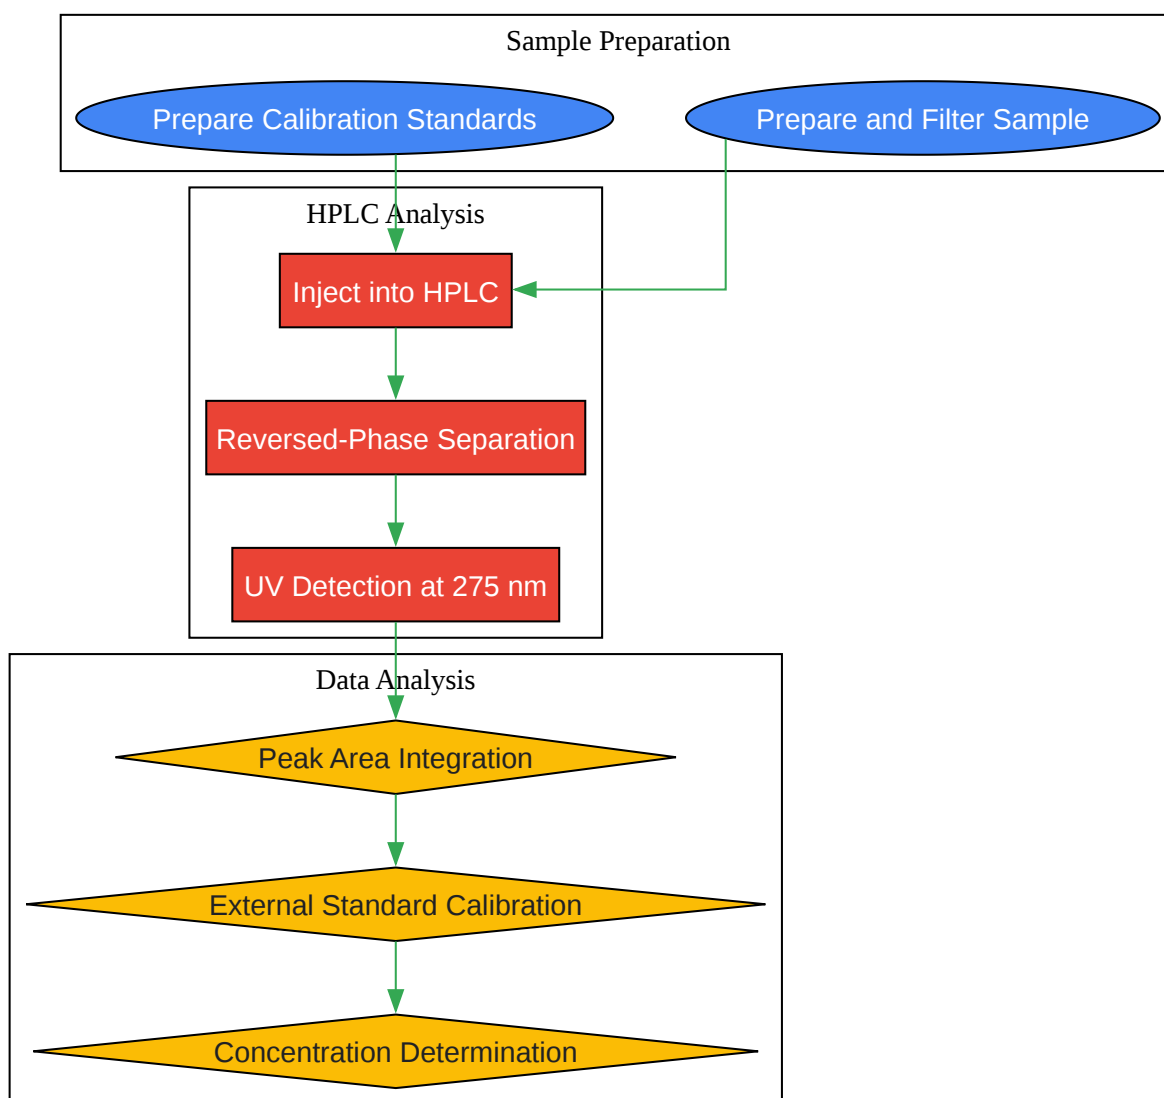 Sample Preparation
Prepare Calibration Standards
Prepare and Filter Sample
HPLC Analysis
Inject into HPLC
Reversed-Phase Separation
UV Detection at 275 nm
Data Analysis
Peak Area Integration
External Standard Calibration
Concentration Determination